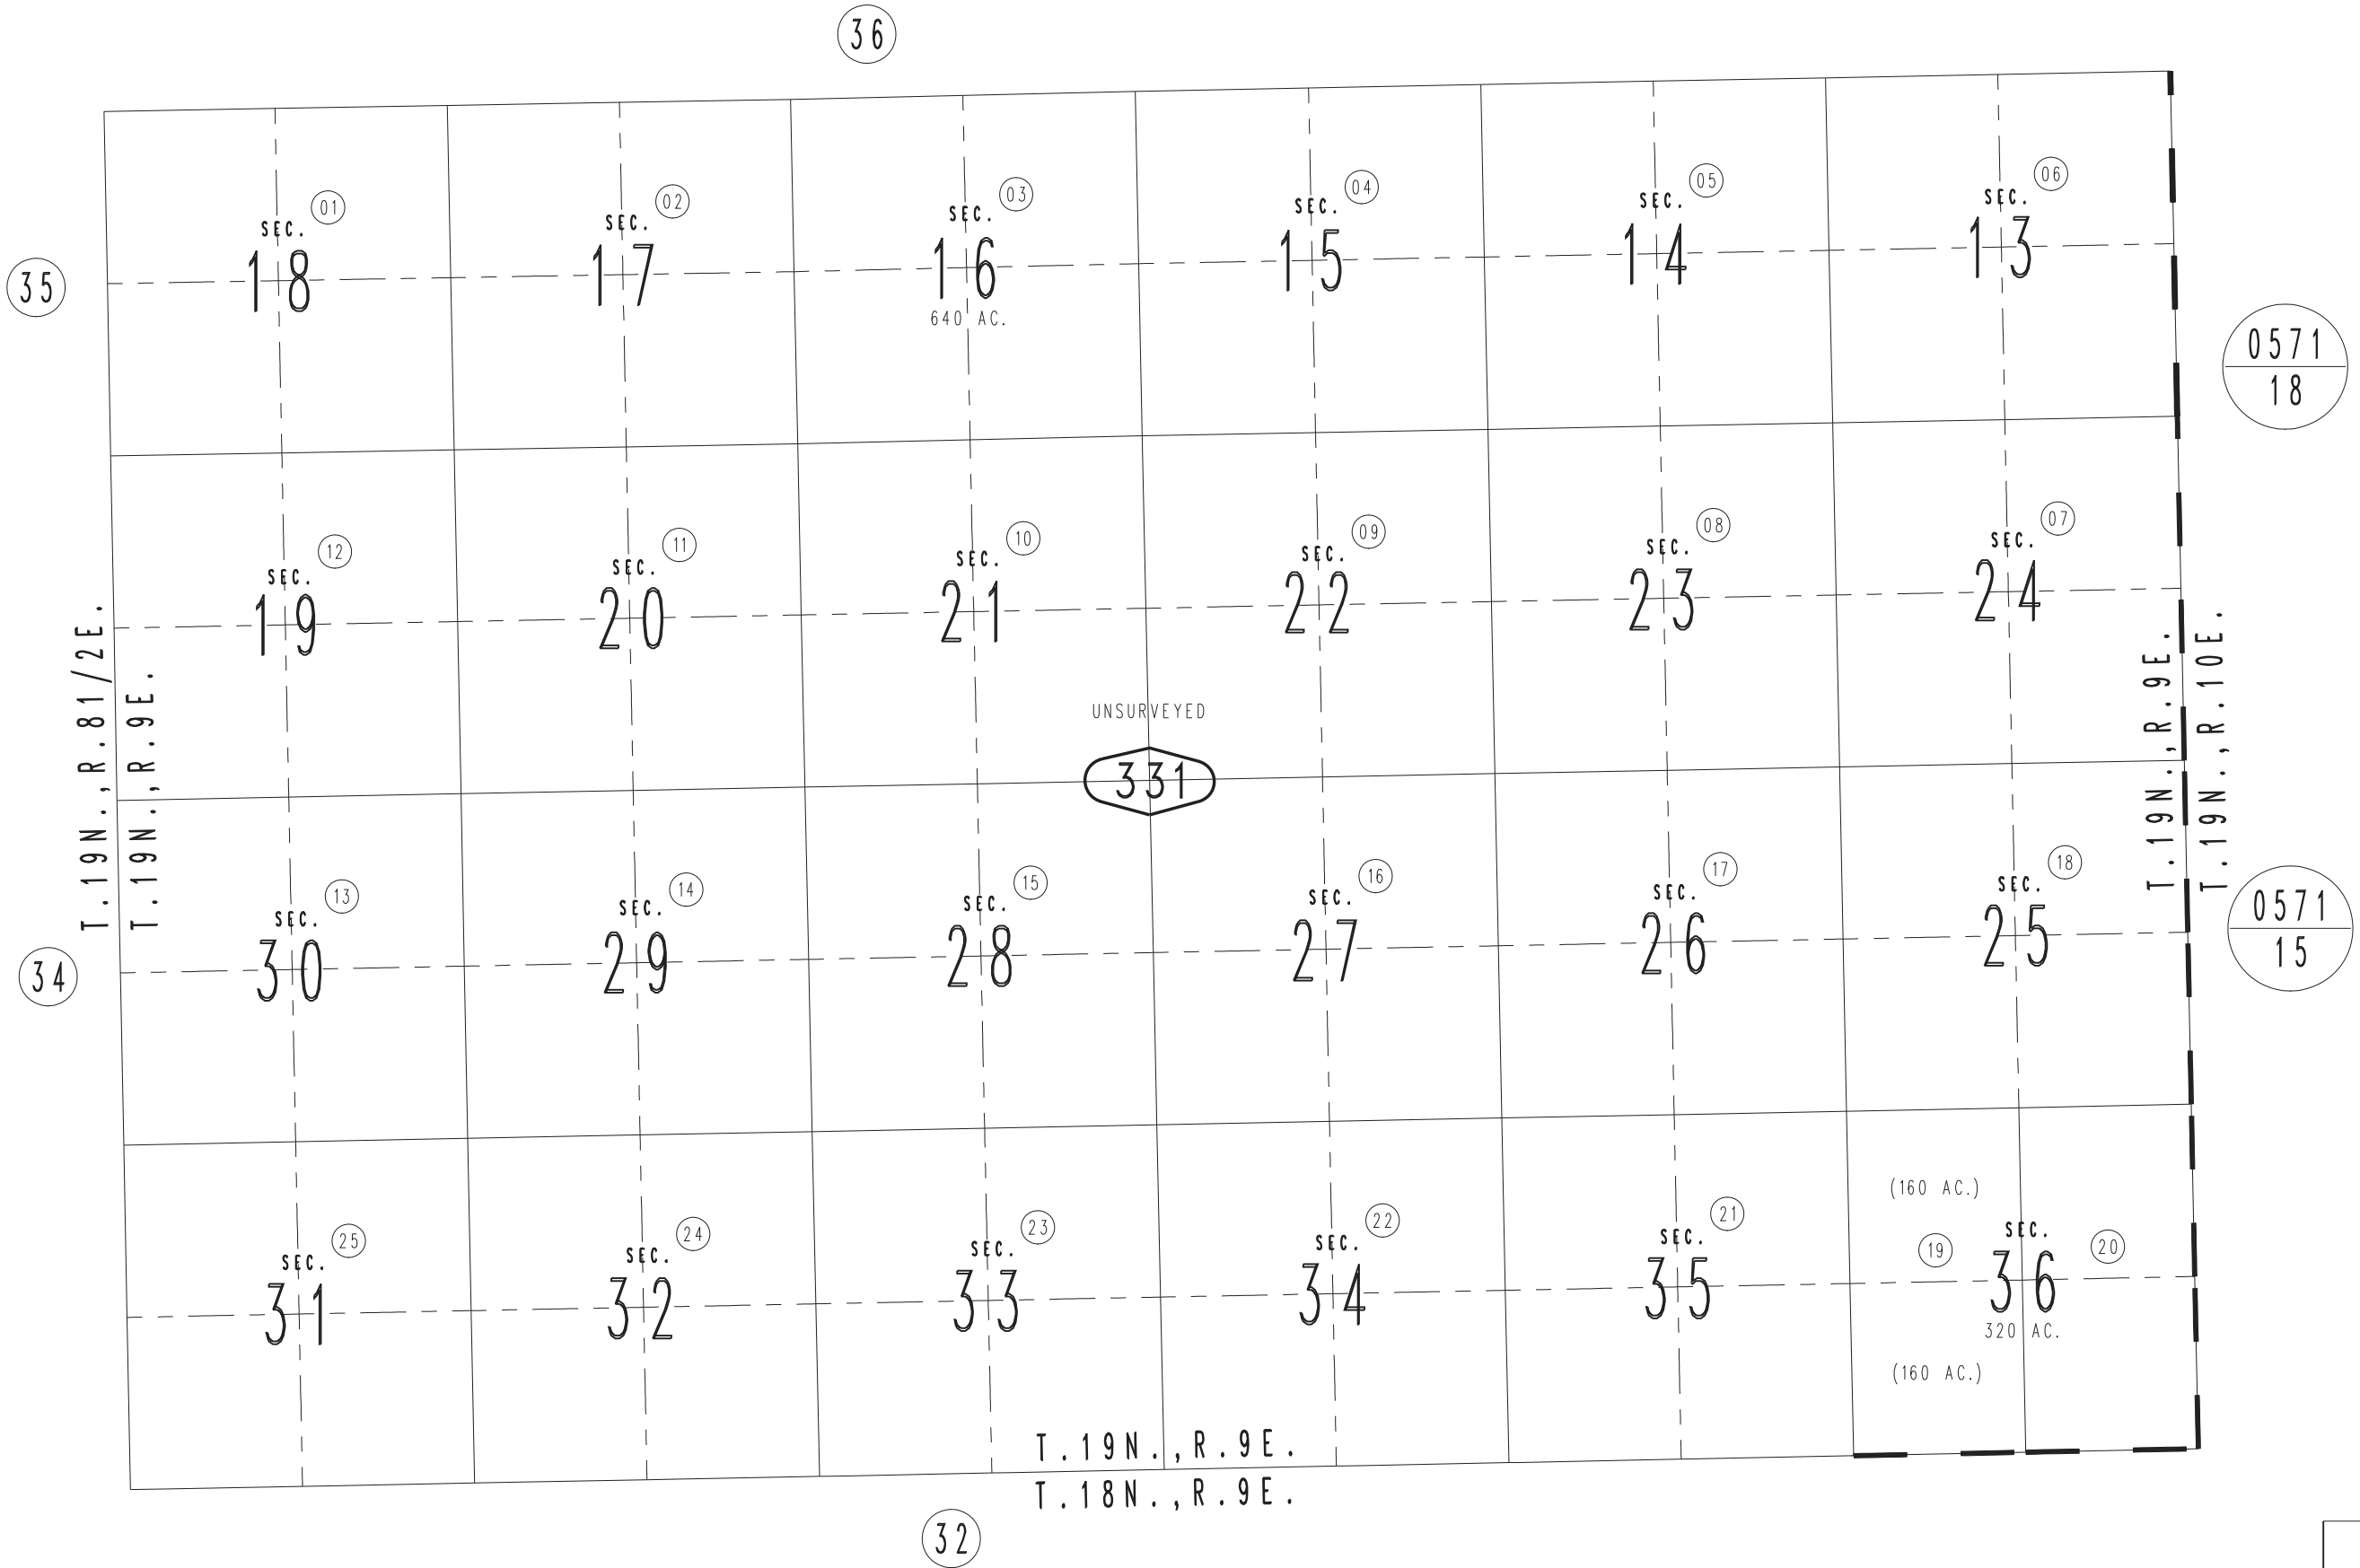 36
35
01
SEC.
18
02
SEC.
17
03
SEC.
16
640 AC.
04
SEC.
15
05
SEC.
14
06
SEC.
13
0571
18
12
SEC.
19
11
SEC.
20
10
SEC.
21
09
SEC.
22
08
SEC.
23
07
SEC.
24
T.19N.,R.81/2E.
T.19N.,R.9E.
UNSURVEYED
331
T.19N.,R.9E.
T.19N.,R.10E.
34
13
SEC.
30
14
SEC.
29
15
SEC.
28
16
SEC.
27
17
SEC.
26
18
SEC.
25
0571
15
25
SEC.
31
24
SEC.
32
23
SEC.
33
22
SEC.
34
21
SEC.
35
(160 AC.)
19
SEC.
36
20
320 AC.
(160 AC.)
T.19N.,R.9E.
T.18N.,R.9E.
32